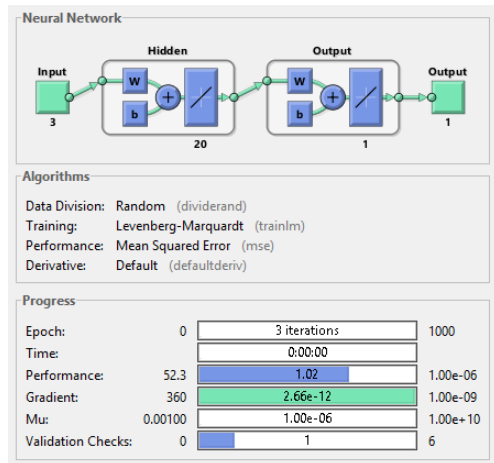 Neural Network
Hidden Output
Input Output
W W
+ +
b b
3 1
20 1
Algorithms
Data Division: Random (dividerand)
Training: Levenberg-Marquardt (trainlm)
Performance: Mean Squared Error (mse)
Derivative: Default (defaultderiv)
Progress
Epoch: 0 3 iterations 1000
Time: 0:00:00
Performance: 52.3 1.02 1.00e-06
Gradient: 360 2.66e-12 1.00e-09
Mu: 0.00100 1.00e-06 1.00e+10
Validation Checks: 0 1 6